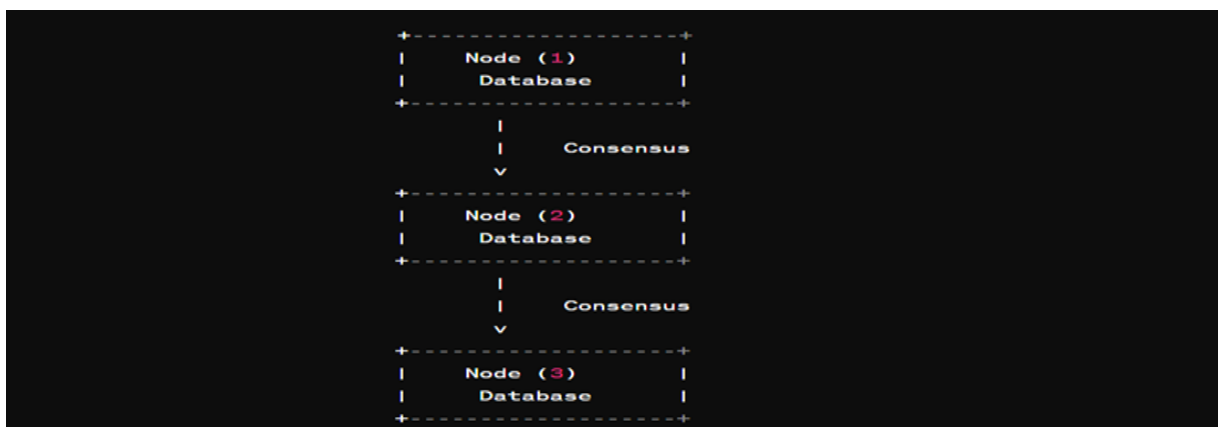 +--------------------+
|    Node (1)        |
|     Database       |
+--------------------+
|
|    Consensus
v
+--------------------+
|    Node (2)        |
|     Database       |
+--------------------+
|
|    Consensus
v
+--------------------+
|    Node (3)        |
|     Database       |
+--------------------+